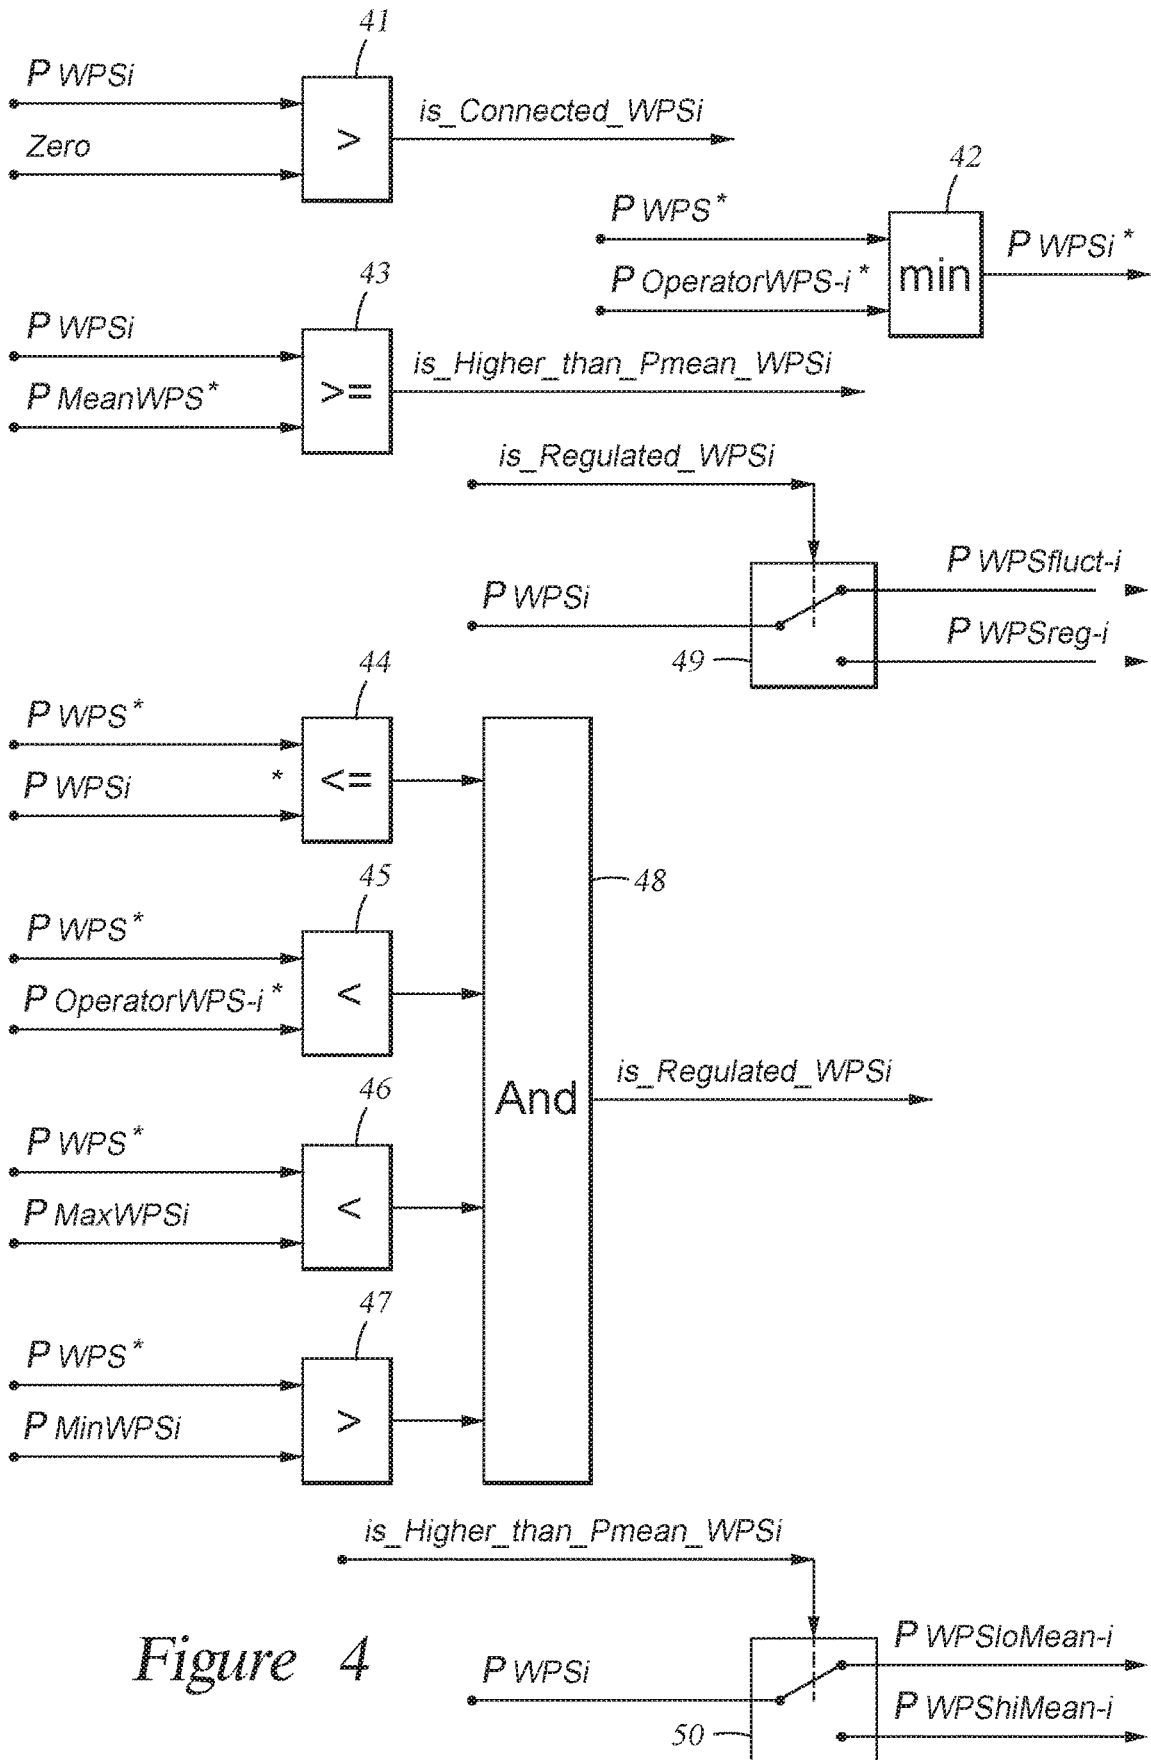 41
P WPSi
Zero
>
is_Connected_WPSi
42
P WPS*
P OperatorWPS-i*
min
P WPSi*
43
P WPSi
P MeanWPS*
>=
is_Higher_than_Pmean_WPSi
is_Regulated_WPSi
P WPSi
49
P WPSfluct-i
P WPSreg-i
44
P WPS*
P WPSi *
<=
45
P WPS*
P OperatorWPS-i*
<
46
P WPS*
P MaxWPSi
<
47
P WPS*
P MinWPSi
>
48
And
is_Regulated_WPSi
is_Higher_than_Pmean_WPSi
P WPSi
50
P WPSloMean-i
P WPShiMean-i
Figure 4